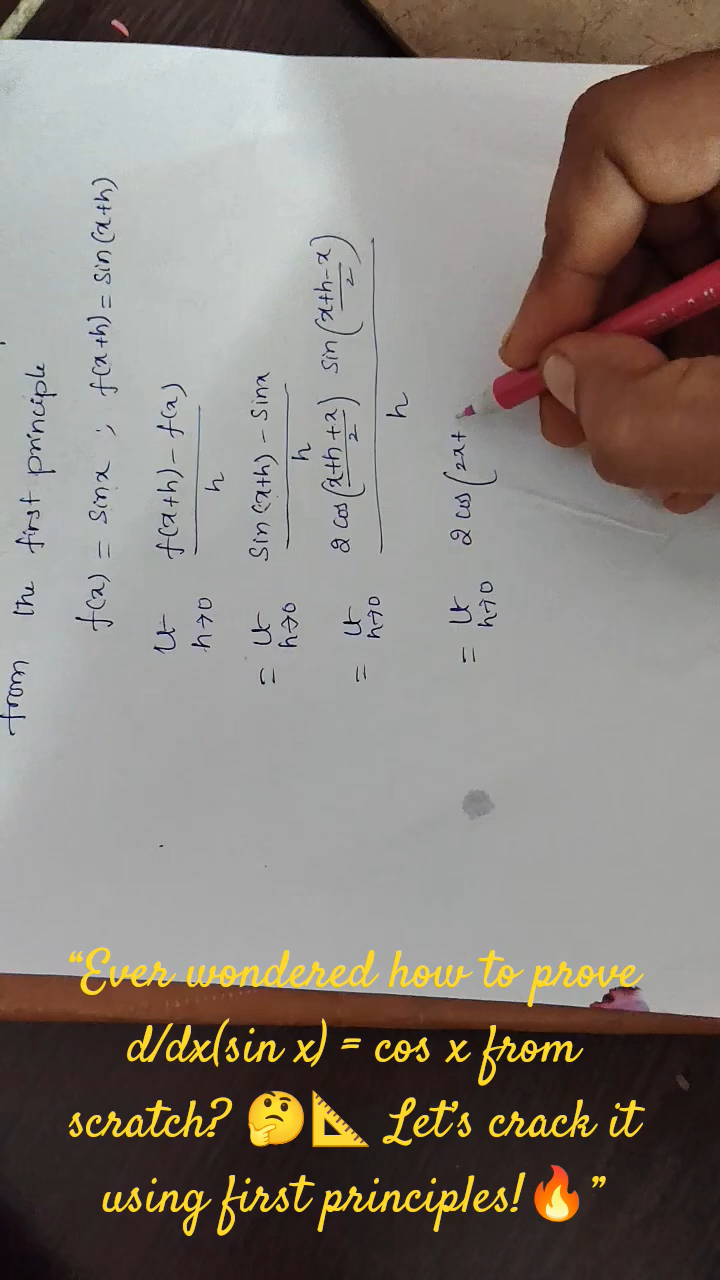 from the first principle
f(x) = sinx ; f(x+h) = sin(x+h)
Lt h→0 f(x+h) - f(x) / h
= Lt h→0 Sin(x+h) - Sinx / h
= Lt h→0 2 cos(x+h+x / 2) sin(x+h-x / 2) / h
= Lt h→0 2 cos(2x+
“Ever wondered how to prove
d/dx(sin x) = cos x from
scratch? 🤔📐 Let's crack it
using first principles!🔥”